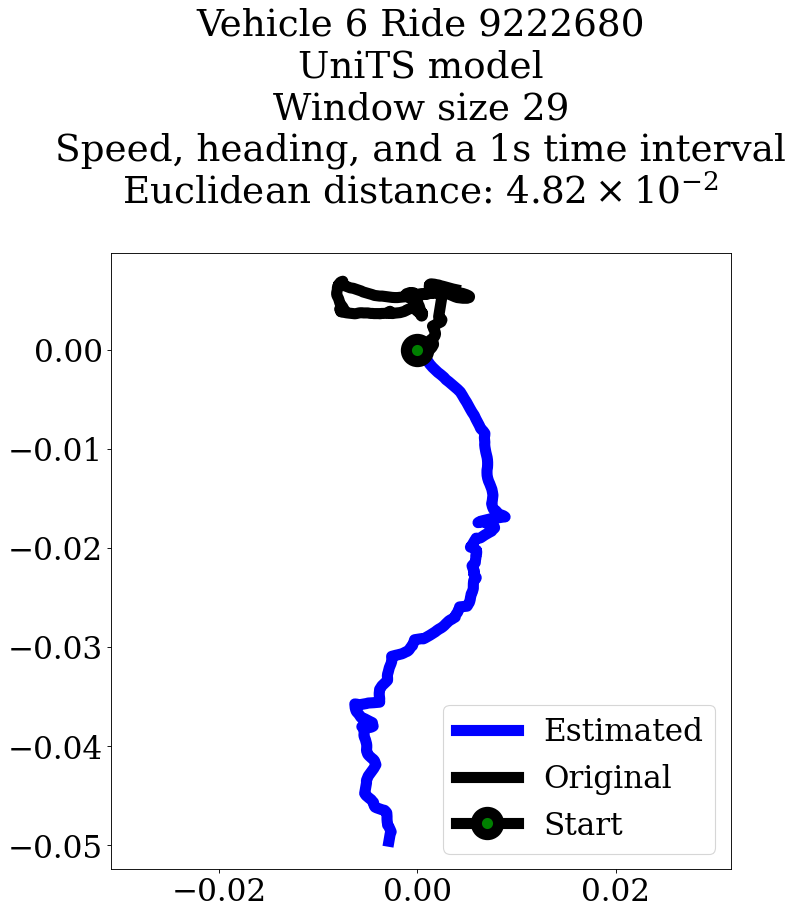 Vehicle 6 Ride 9222680
UniTS model
Window size 29
Speed, heading, and a 1s time interval
Euclidean distance: 4.82 × 10⁻²
0.00
−0.01
−0.02
−0.03
−0.04
−0.05
Estimated
Original
Start
−0.02 0.00 0.02